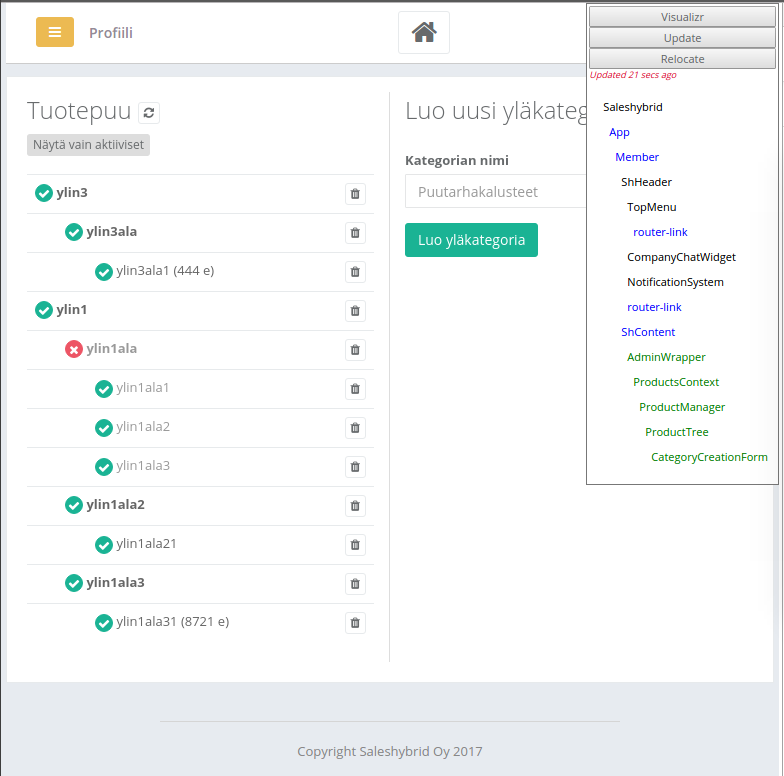 Profiili
Tuotepuu
Näytä vain aktiiviset
ylin3
ylin3ala
ylin3ala1 (444 e)
ylin1
ylin1ala
ylin1ala1
ylin1ala2
ylin1ala3
ylin1ala2
ylin1ala21
ylin1ala3
ylin1ala31 (8721 e)
Luo uusi yläkateg
Kategorian nimi
Puutarhakalusteet
Luo yläkategoria
Visualizr
Update
Relocate
Updated 21 secs ago
Saleshybrid
App
Member
ShHeader
TopMenu
router-link
CompanyChatWidget
NotificationSystem
router-link
ShContent
AdminWrapper
ProductsContext
ProductManager
ProductTree
CategoryCreationForm
Copyright Saleshybrid Oy 2017